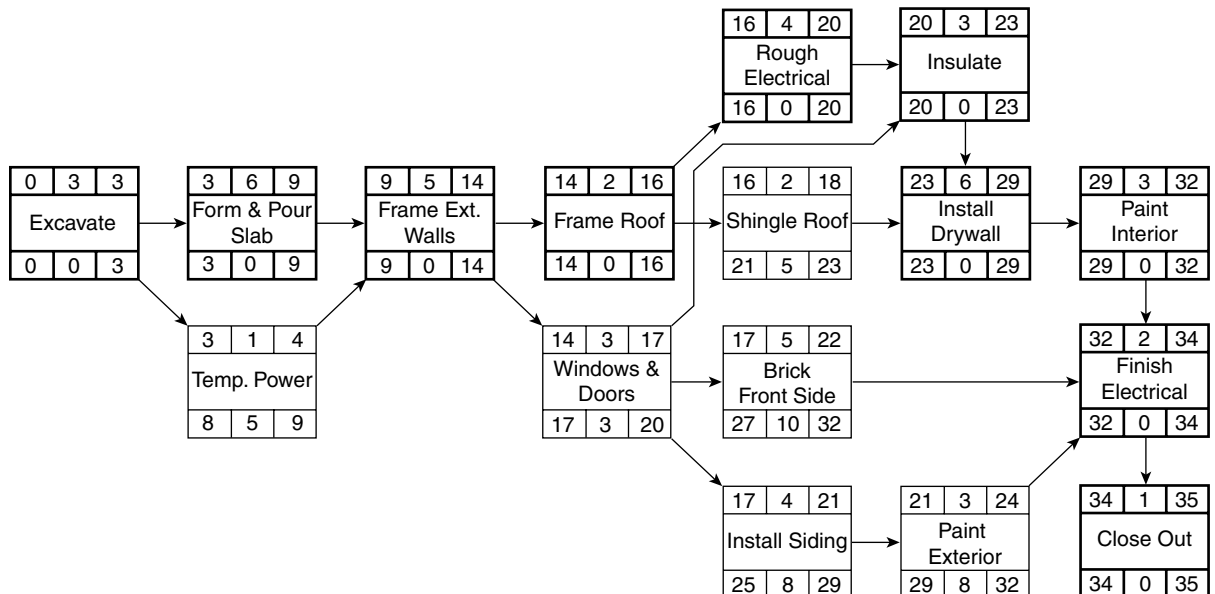 16 4 20
Rough
Electrical
16 0 20
20 3 23
Insulate
20 0 23
0 3 3
Excavate
0 0 3
3 6 9
Form & Pour
Slab
3 0 9
9 5 14
Frame Ext.
Walls
9 0 14
14 2 16
Frame Roof
14 0 16
16 2 18
Shingle Roof
21 5 23
23 6 29
Install
Drywall
23 0 29
29 3 32
Paint
Interior
29 0 32
3 1 4
Temp. Power
8 5 9
14 3 17
Windows &
Doors
17 3 20
17 5 22
Brick
Front Side
27 10 32
32 2 34
Finish
Electrical
32 0 34
17 4 21
Install Siding
25 8 29
21 3 24
Paint
Exterior
29 8 32
34 1 35
Close Out
34 0 35